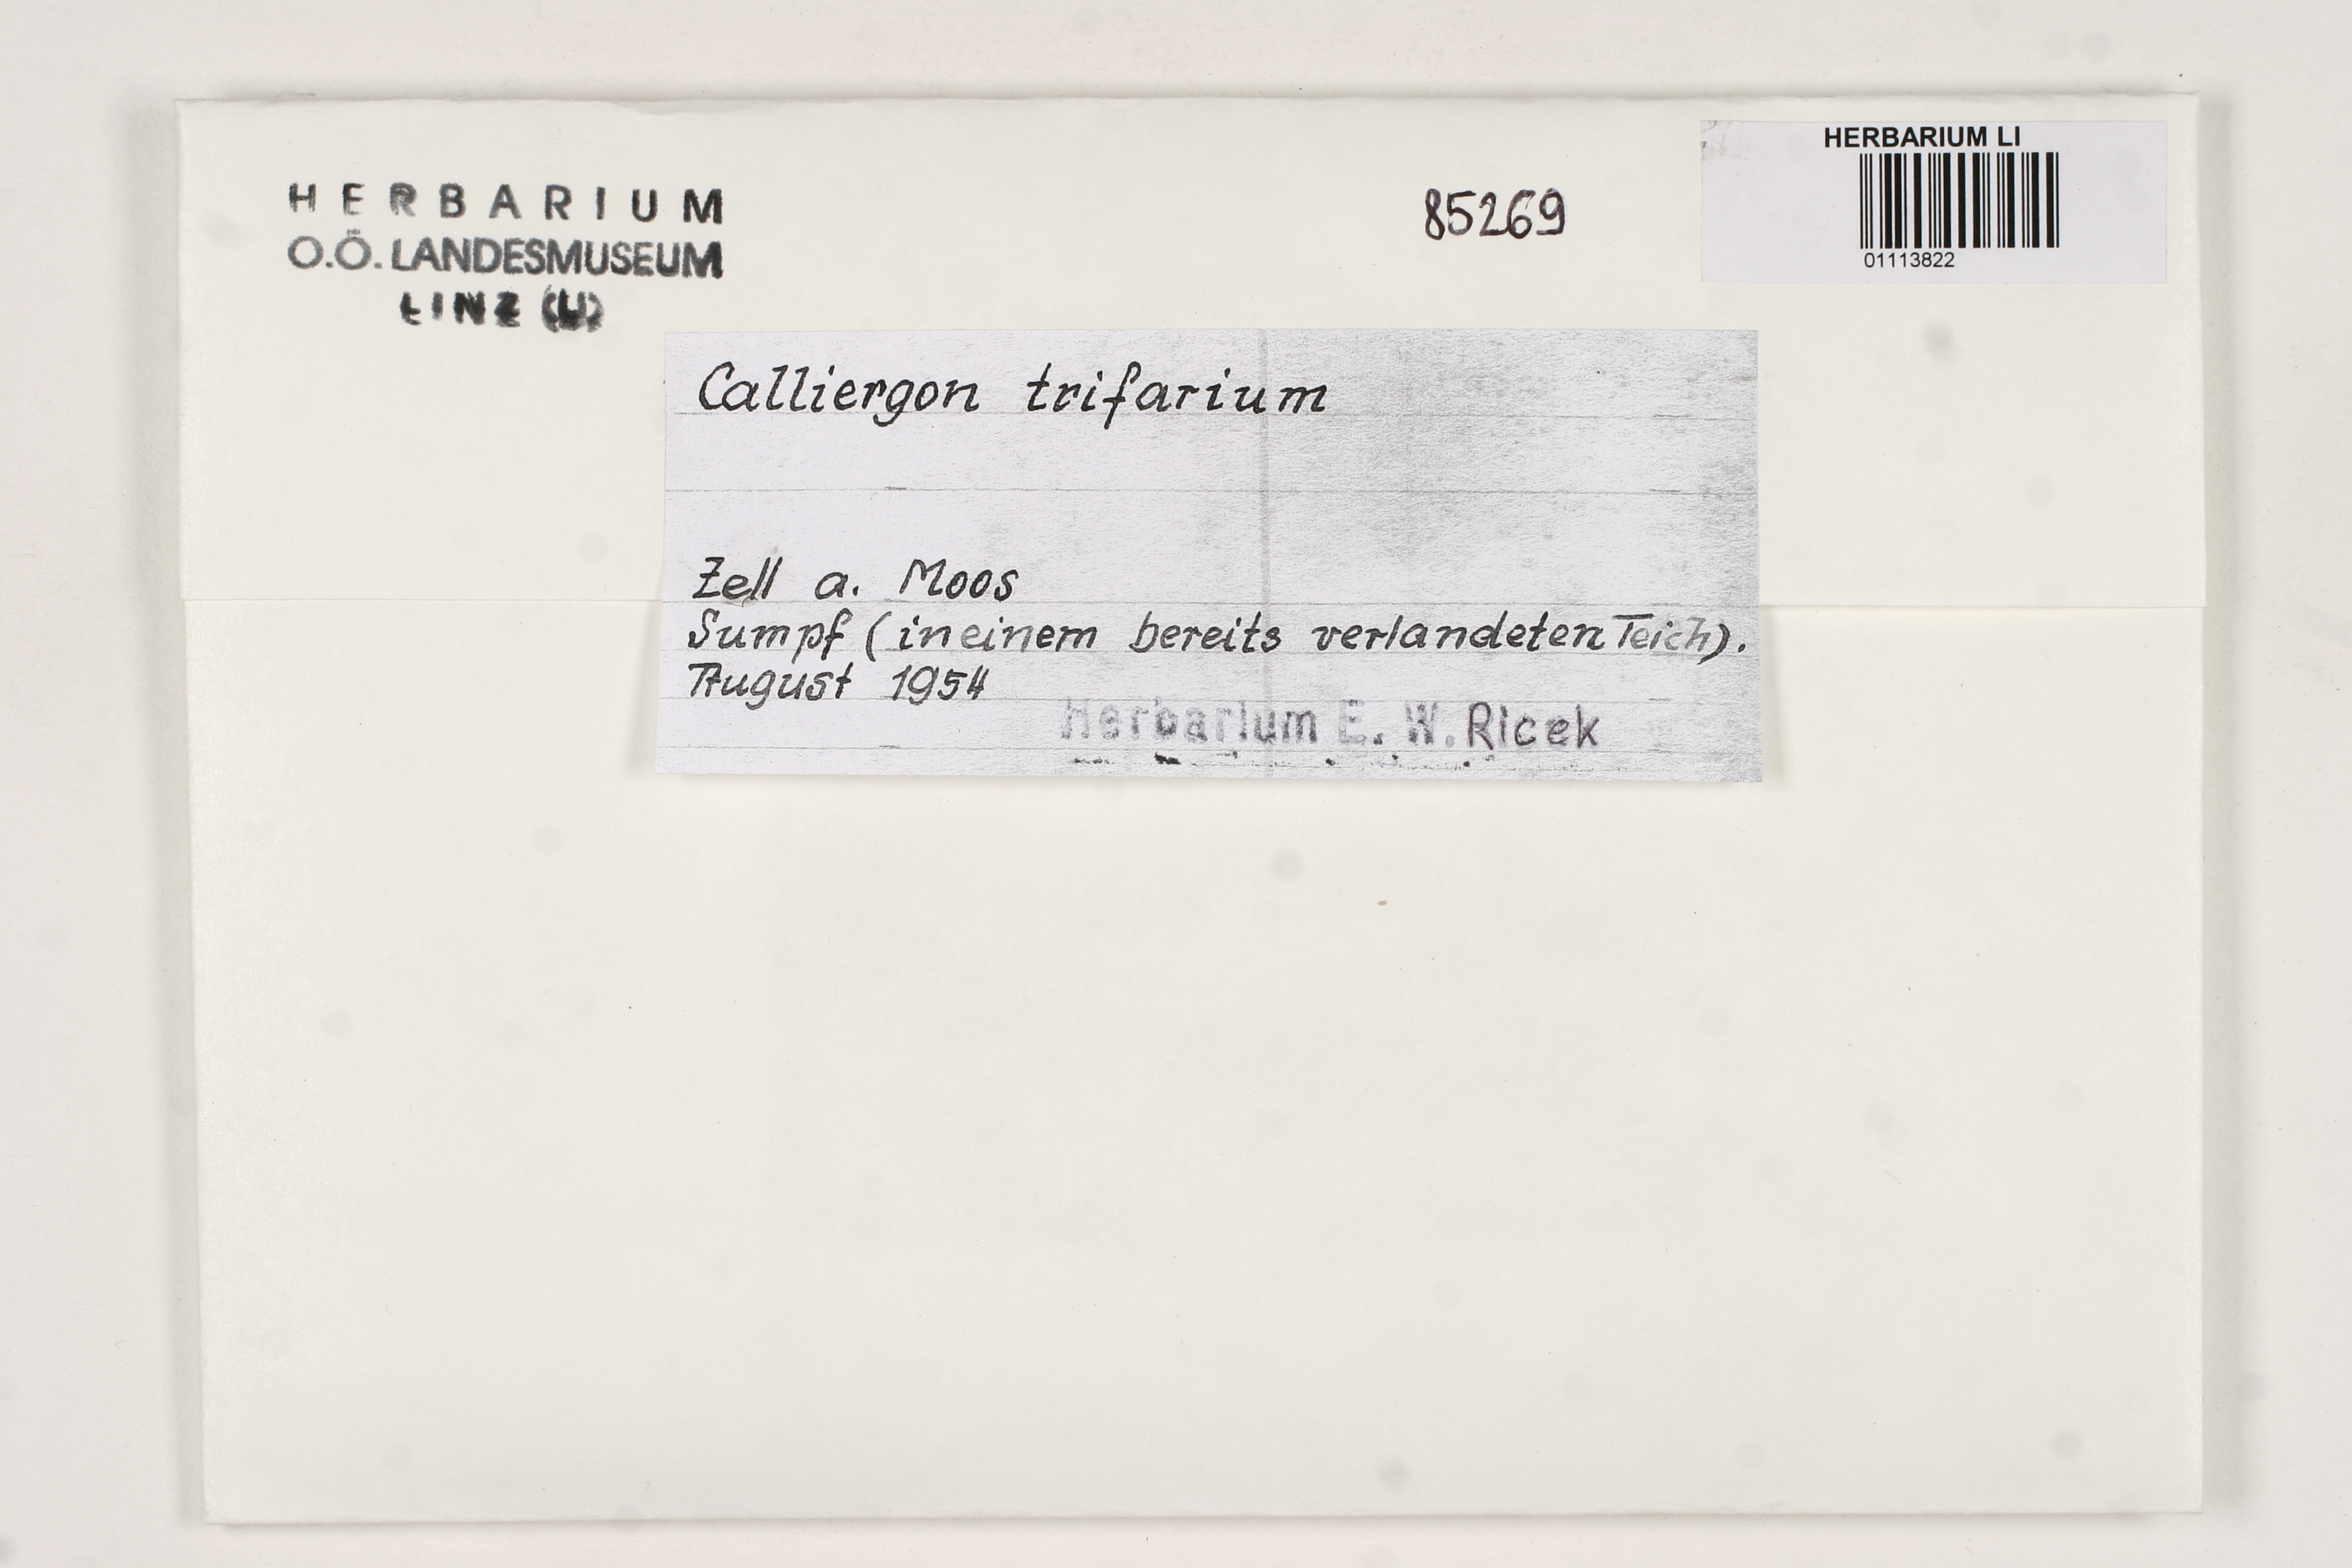 HERBARIUM
O.Ö. LANDESMUSEUM
LINZ (LI)
85269
HERBARIUM LI
01113822
Calliergon trifarium
Zell a. Moos
Sumpf (in einem bereits verlandeten Teich).
August 1954
Herbarium E. W. Ricek